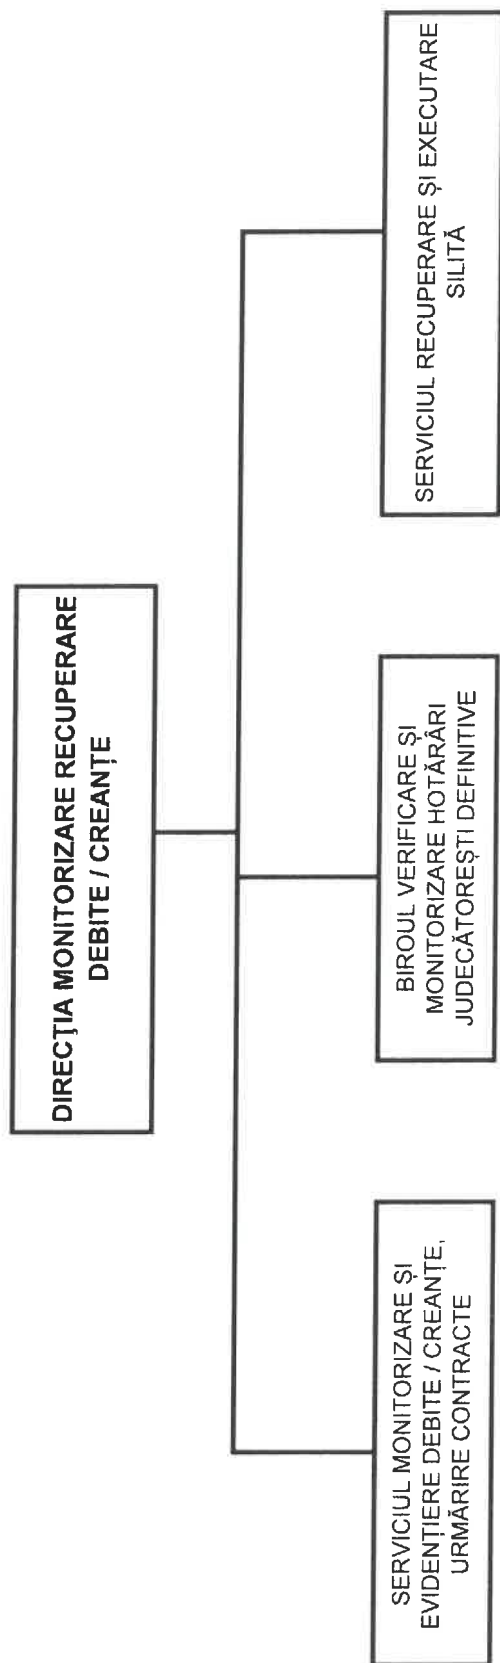 DIRECȚIA MONITORIZARE RECUPERARE
DEBITE / CREANȚE
SERVICIUL MONITORIZARE ȘI
EVIDENȚIERE DEBITE / CREANȚE,
URMĂRIRE CONTRACTE
BIROUL VERIFICARE ȘI
MONITORIZARE HOTĂRÂRI
JUDECĂTOREȘTI DEFINITIVE
SERVICIUL RECUPERARE ȘI EXECUTARE
SILITĂ